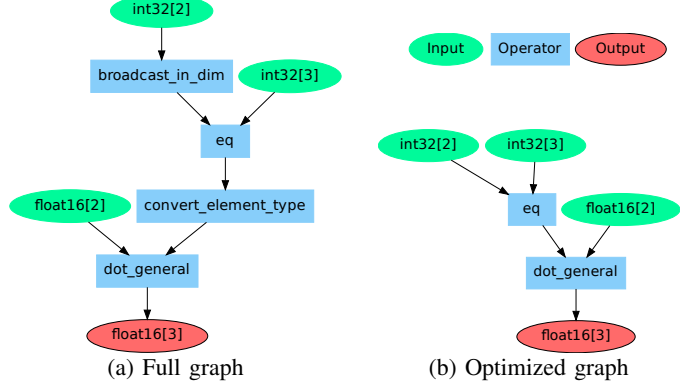 int32[2]
broadcast_in_dim
int32[3]
eq
convert_element_type
float16[2]
dot_general
float16[3]
(a) Full graph
Input
Operator
Output
int32[2]
int32[3]
eq
float16[2]
dot_general
float16[3]
(b) Optimized graph